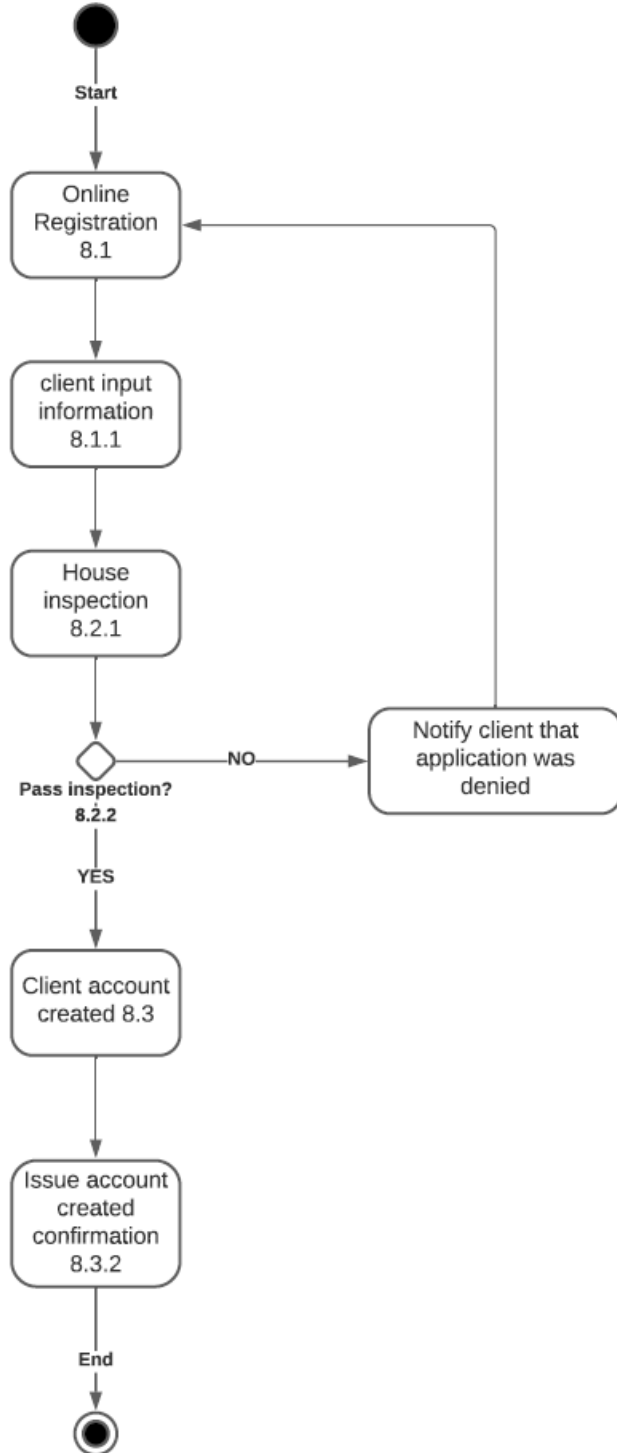 Start
Online
Registration
8.1
client input
information
8.1.1
House
inspection
8.2.1
NO
Notify client that
application was
denied
Pass inspection?
8.2.2
YES
Client account
created 8.3
Issue account
created
confirmation
8.3.2
End